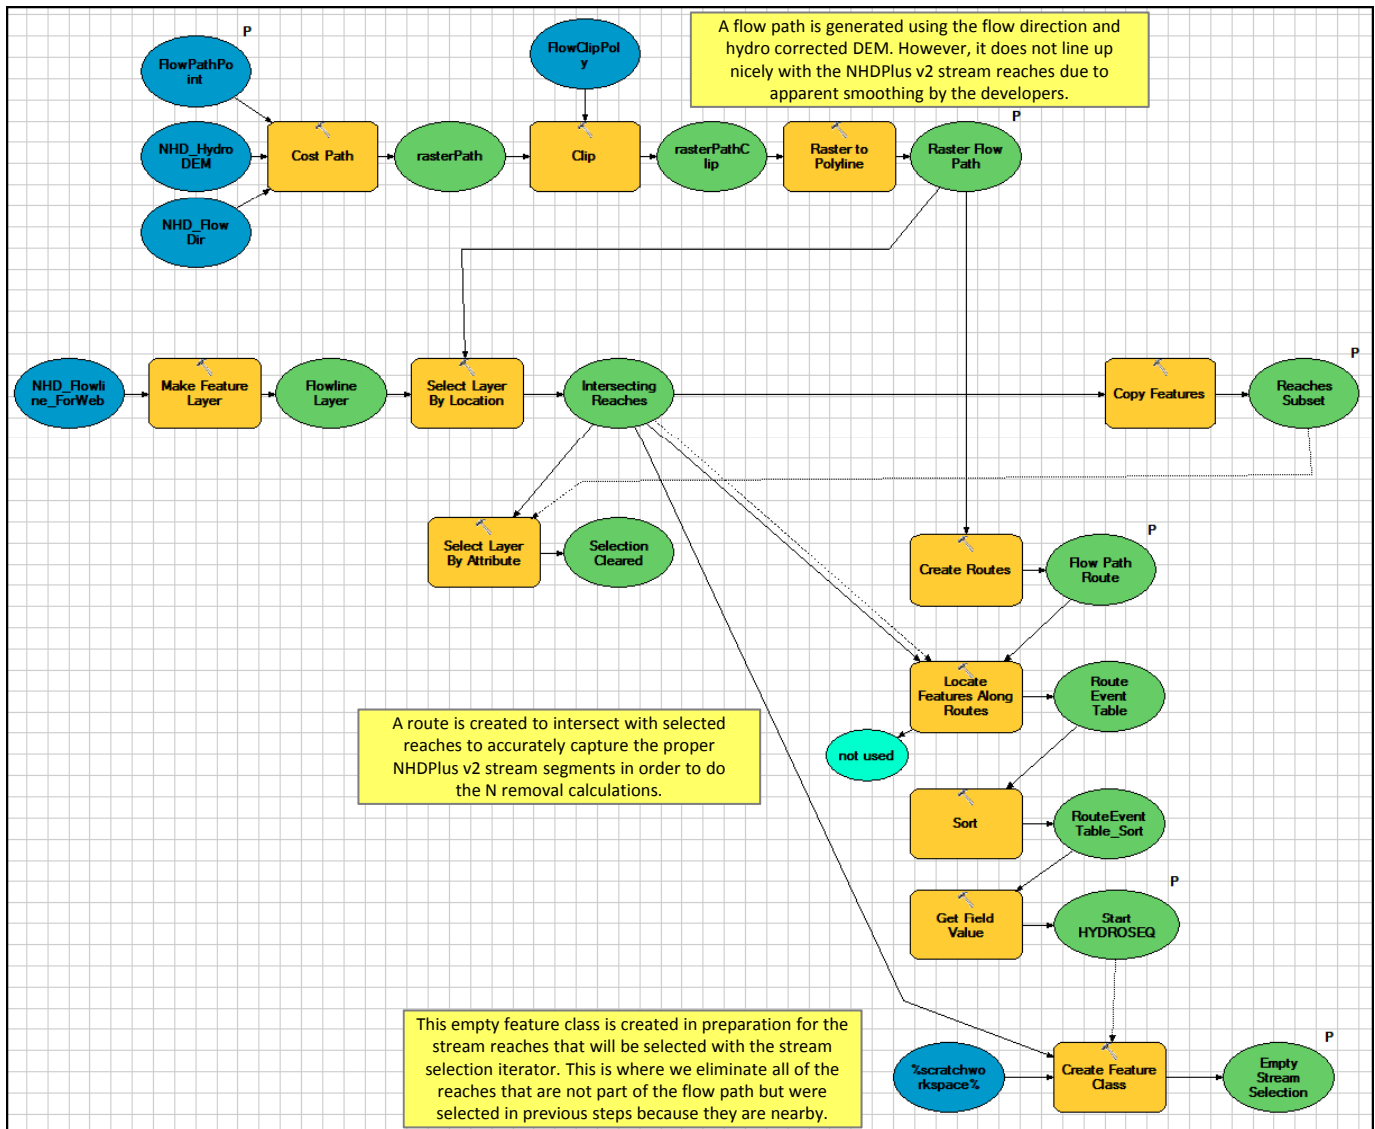 P
FlowPathPo
int
FlowClipPol
y
A flow path is generated using the flow direction and
hydro corrected DEM. However, it does not line up
nicely with the NHDPlus v2 stream reaches due to
apparent smoothing by the developers.
P
NHD_Hydro
DEM
Cost Path
rasterPath
Clip
rasterPathC
lip
Raster to
Polyline
Raster Flow
Path
NHD_Flow
Dir
P
NHD_Flowli
ne_ForWeb
Make Feature
Layer
Flowline
Layer
Select Layer
By Location
Intersecting
Reaches
Copy Features
Reaches
Subset
Select Layer
By Attribute
Selection
Cleared
P
Create Routes
Flow Path
Route
Locate
Features Along
Routes
Route
Event
Table
A route is created to intersect with selected
reaches to accurately capture the proper
NHDPlus v2 stream segments in order to do
the N removal calculations.
not used
Sort
RouteEvent
Table_Sort
P
Get Field
Value
Start
HYDROSEQ
This empty feature class is created in preparation for the
stream reaches that will be selected with the stream
selection iterator. This is where we eliminate all of the
reaches that are not part of the flow path but were
selected in previous steps because they are nearby.
P
%scratchwo
rkspace%
Create Feature
Class
Empty
Stream
Selection